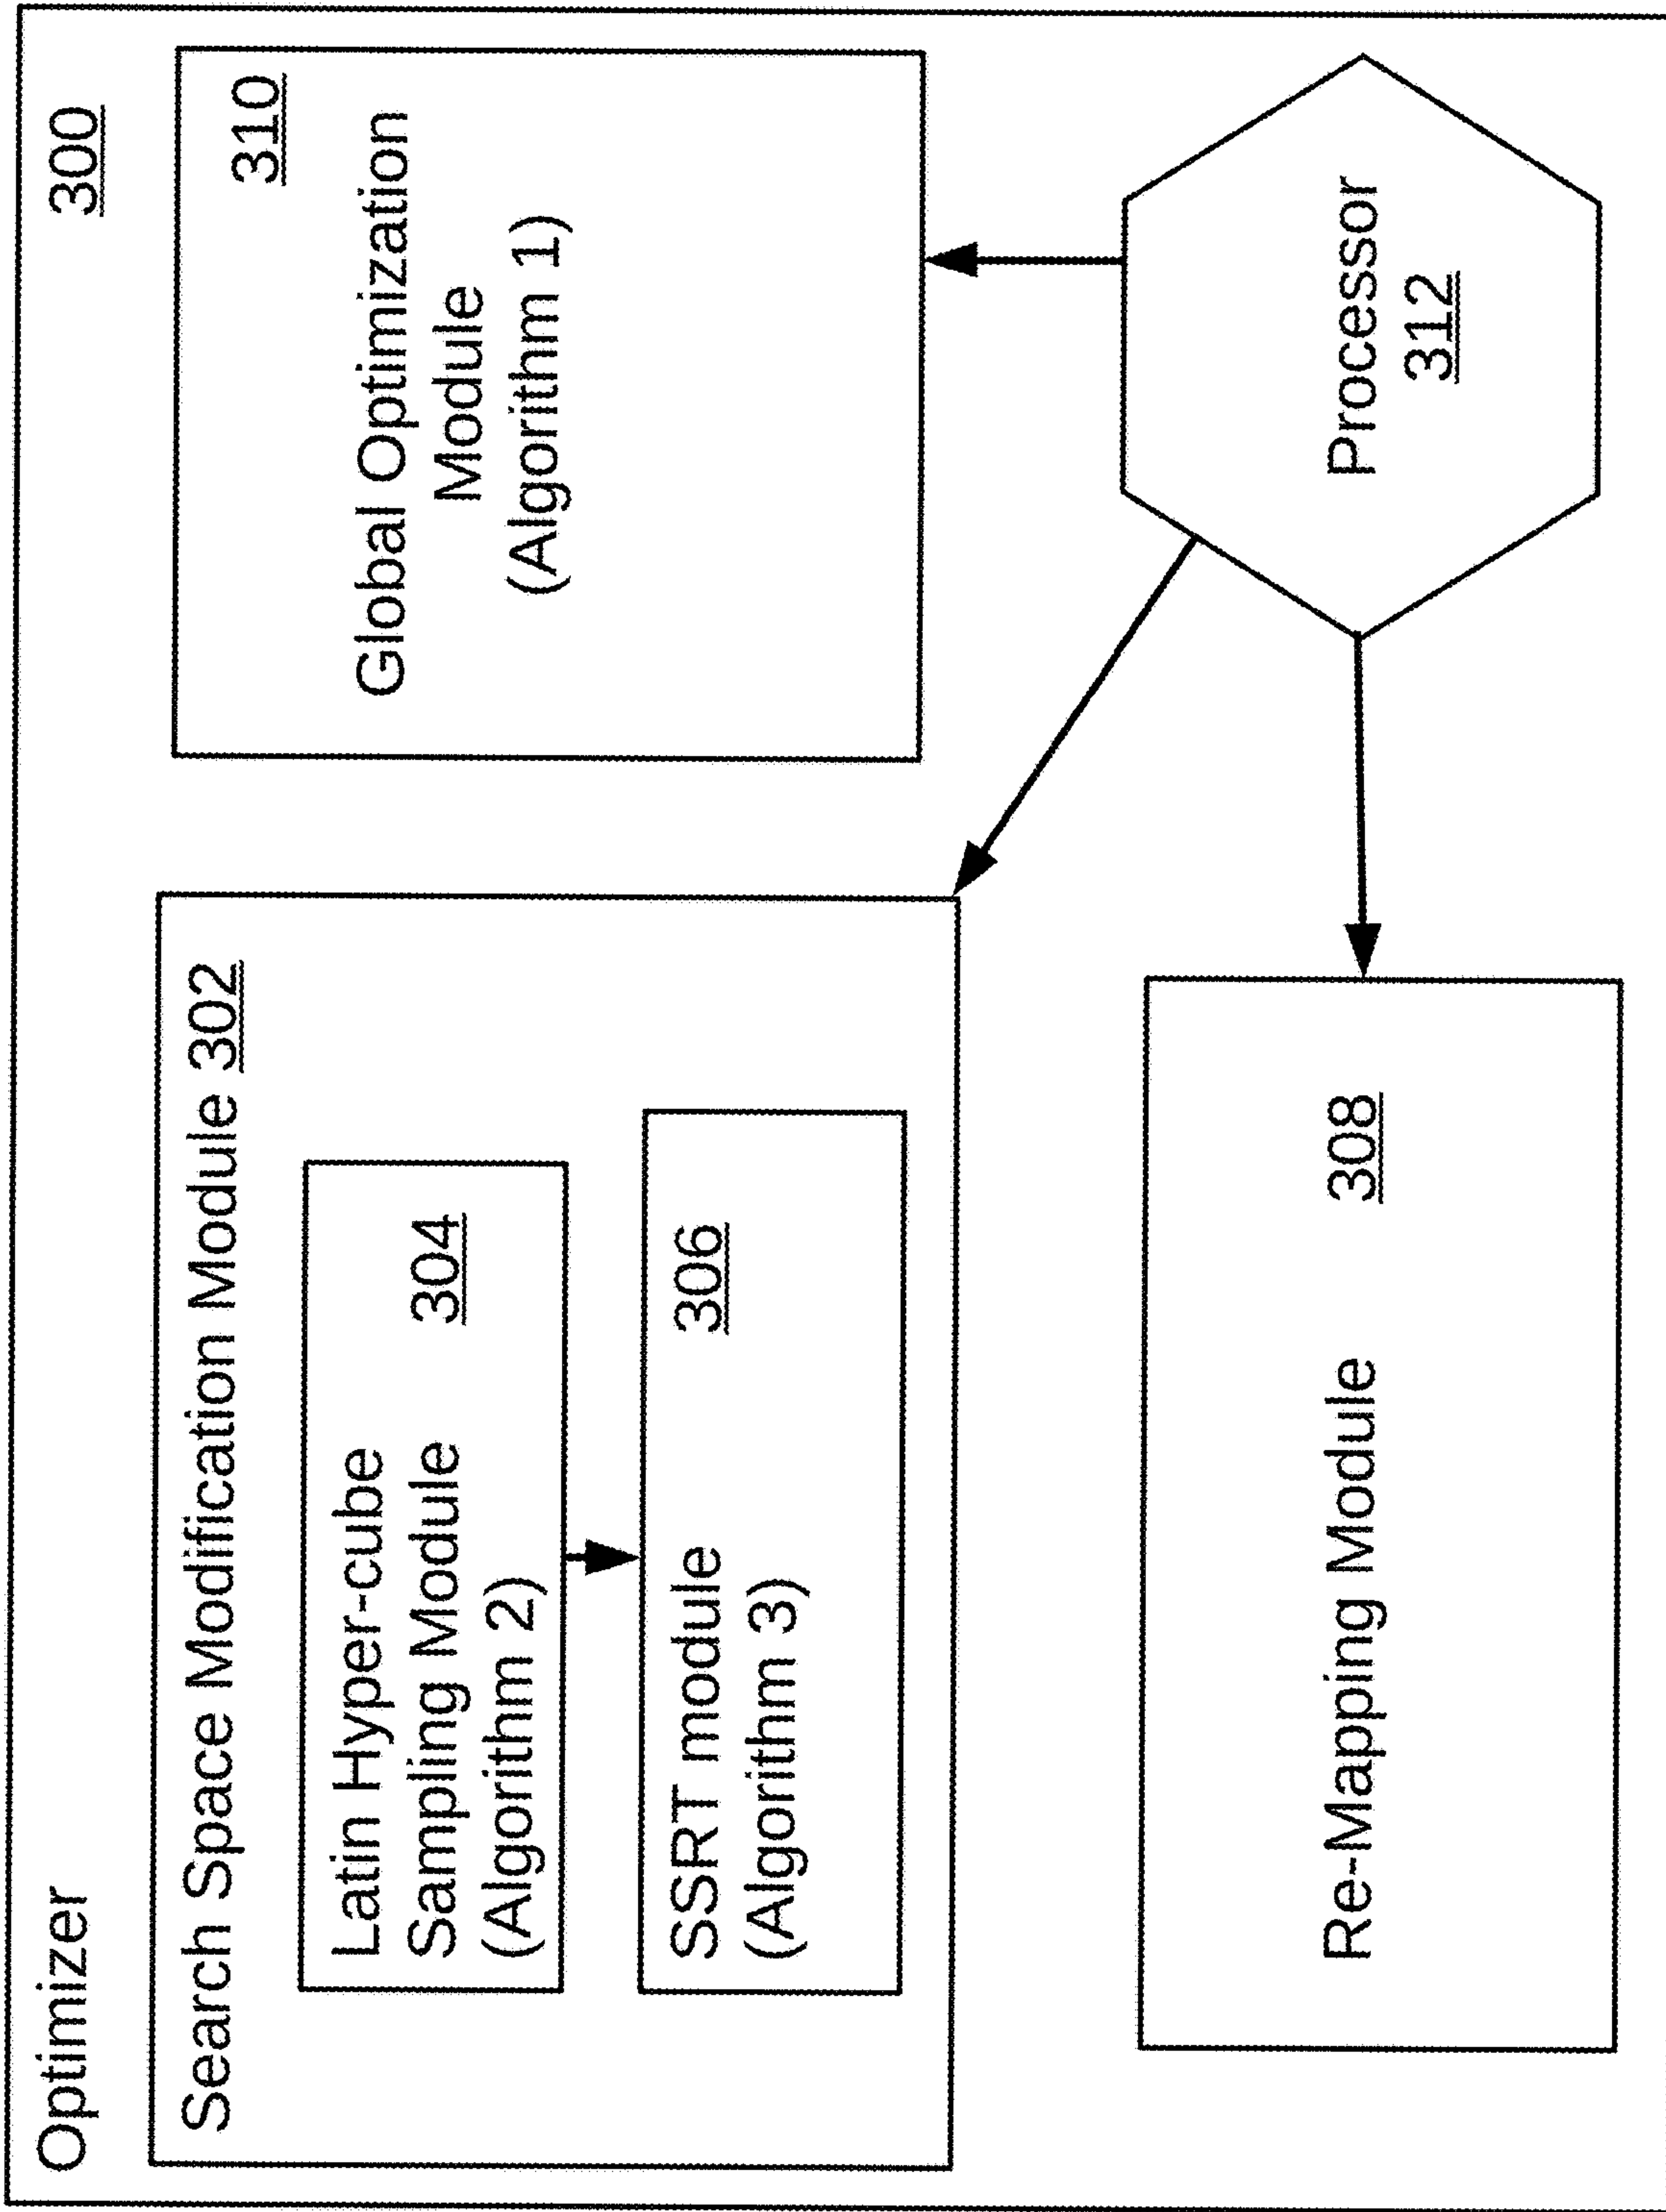 Optimizer 300
Search Space Modification Module 302
Latin Hyper-cube
Sampling Module 304
(Algorithm 2)
SSRT module 306
(Algorithm 3)
310
Global Optimization
Module
(Algorithm 1)
Re-Mapping Module 308
Processor
312